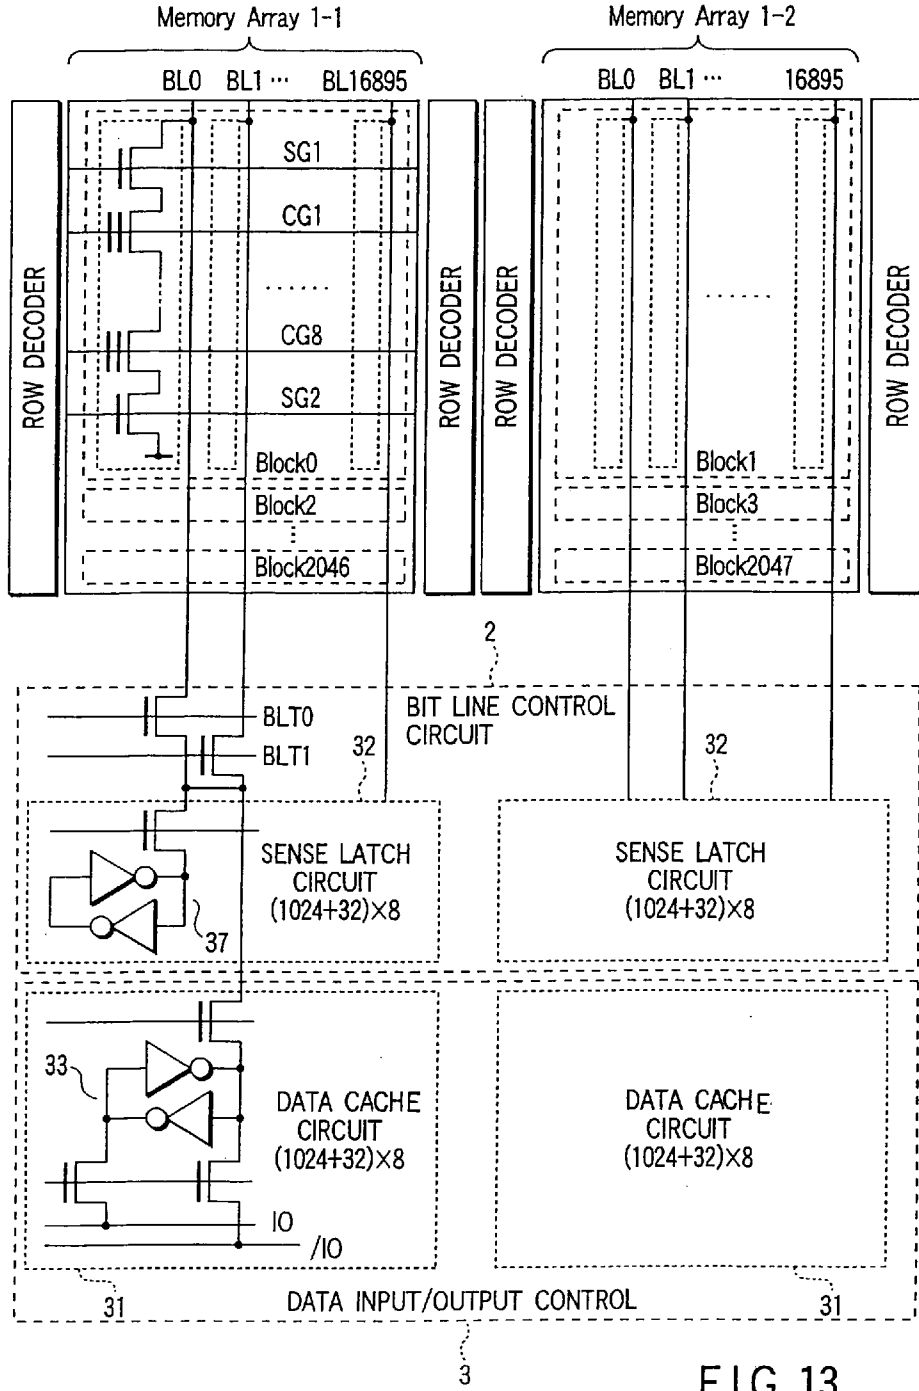 Memory Array 1-1
Memory Array 1-2
BL0 BL1 ··· BL16895
BL0 BL1 ··· 16895
ROW DECODER
ROW DECODER
ROW DECODER
ROW DECODER
SG1
CG1
······
CG8
SG2
······
Block0
Block1
Block2
Block3
Block2046
Block2047
2
BLT0
BLT1
BIT LINE CONTROL
CIRCUIT
32
32
SENSE LATCH
CIRCUIT
(1024+32)×8
SENSE LATCH
CIRCUIT
(1024+32)×8
37
33
DATA CACHE
CIRCUIT
(1024+32)×8
DATA CACHE
CIRCUIT
(1024+32)×8
IO
/IO
31
DATA INPUT/OUTPUT CONTROL
31
3
FIG. 13